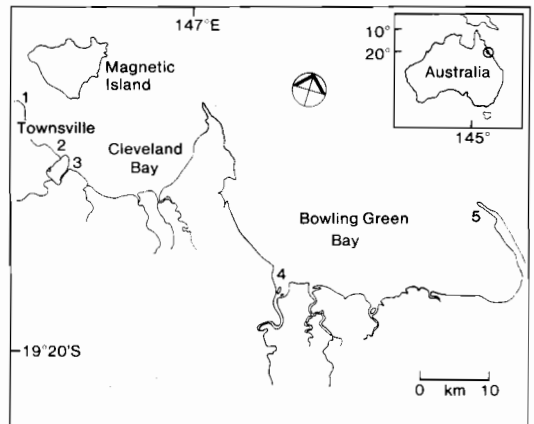 147°E
10°
20°
Australia
145°
Magnetic
Island
1
Townsville
2
3
Cleveland
Bay
Bowling Green
Bay
5
4
19°20'S
0 km 10